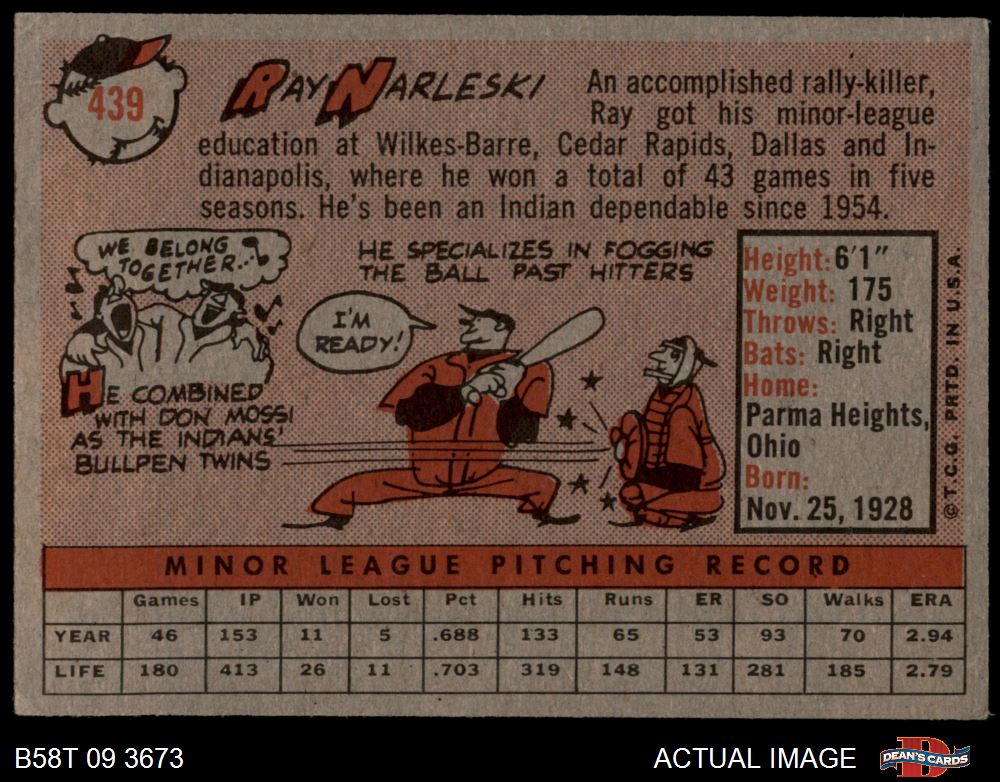 439
RAY NARLESKI
An accomplished rally-killer,
Ray got his minor-league
education at Wilkes-Barre, Cedar Rapids, Dallas and In-
dianapolis, where he won a total of 43 games in five
seasons. He's been an Indian dependable since 1954.
WE BELONG
TOGETHER...
HE COMBINED
WITH DON MOSSI
AS THE INDIANS'
BULLPEN TWINS
HE SPECIALIZES IN FOGGING
THE BALL PAST HITTERS
I'M
READY!
Height: 6'1"
Weight: 175
Throws: Right
Bats: Right
Home:
Parma Heights,
Ohio
Born:
Nov. 25, 1928
©T.C.G. PRTD. IN U.S.A.
MINOR LEAGUE PITCHING RECORD
Games IP Won Lost Pct Hits Runs ER SO Walks ERA
YEAR 46 153 11 5 .688 133 65 53 93 70 2.94
LIFE 180 413 26 11 .703 319 148 131 281 185 2.79
B58T 09 3673
ACTUAL IMAGE
D
DEAN'S CARDS